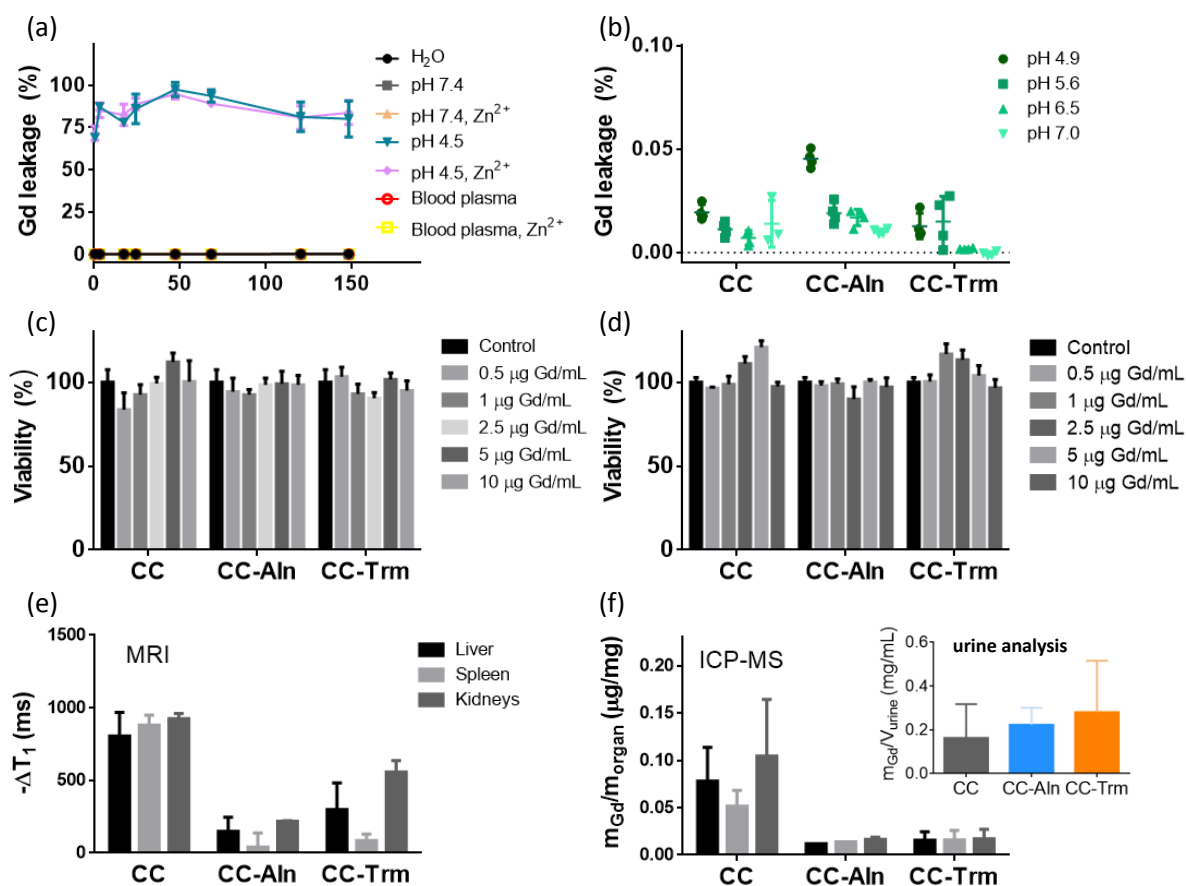 (a)
Gd leakage (%)
100
75
50
25
0
0
50
100
150
H₂O
pH 7.4
pH 7.4, Zn²⁺
pH 4.5
pH 4.5, Zn²⁺
Blood plasma
Blood plasma, Zn²⁺
(b)
Gd leakage (%)
0.10
0.05
0.00
CC
CC-Aln
CC-Trm
pH 4.9
pH 5.6
pH 6.5
pH 7.0
(c)
Viability (%)
100
50
0
CC
CC-Aln
CC-Trm
Control
0.5 μg Gd/mL
1 μg Gd/mL
2.5 μg Gd/mL
5 μg Gd/mL
10 μg Gd/mL
(d)
Viability (%)
100
50
0
CC
CC-Aln
CC-Trm
Control
0.5 μg Gd/mL
1 μg Gd/mL
2.5 μg Gd/mL
5 μg Gd/mL
10 μg Gd/mL
(e)
-ΔT₁ (ms)
1500
1000
500
0
MRI
CC
CC-Aln
CC-Trm
Liver
Spleen
Kidneys
(f)
m_Gd/m_organ (μg/mg)
0.20
0.15
0.10
0.05
0.00
ICP-MS
CC
CC-Aln
CC-Trm
urine analysis
m_Gd/V_urine (mg/mL)
0.6
0.4
0.2
0.0
CC
CC-Aln
CC-Trm